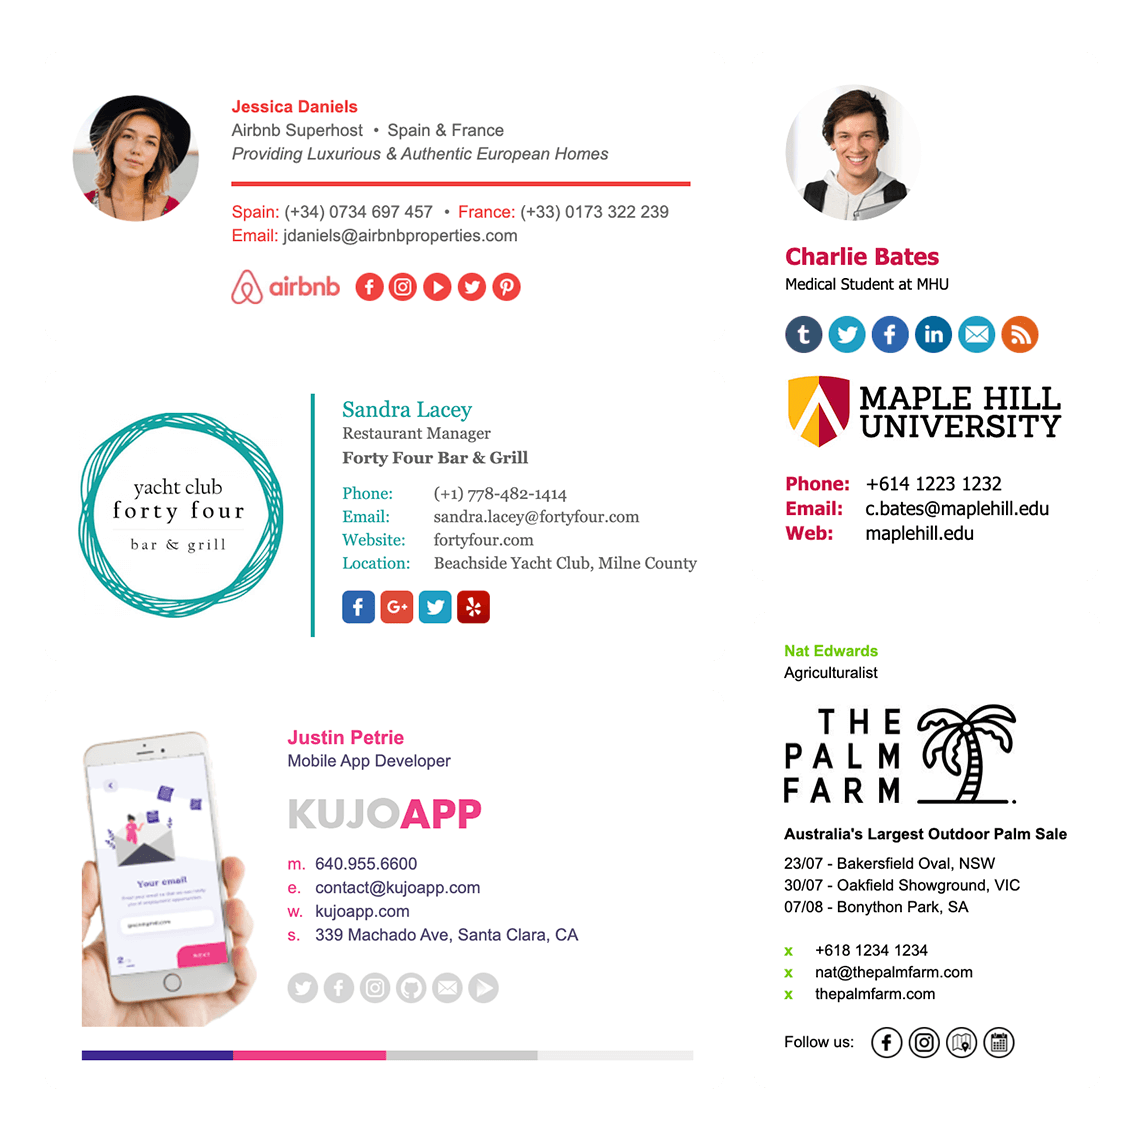 Jessica Daniels
Airbnb Superhost • Spain & France
Providing Luxurious & Authentic European Homes
Spain: (+34) 0734 697 457 • France: (+33) 0173 322 239
Email: jdaniels@airbnbproperties.com
airbnb
Charlie Bates
Medical Student at MHU
MAPLE HILL
UNIVERSITY
Phone: +614 1223 1232
Email: c.bates@maplehill.edu
Web: maplehill.edu
yacht club
forty four
bar & grill
Sandra Lacey
Restaurant Manager
Forty Four Bar & Grill
Phone: (+1) 778-482-1414
Email: sandra.lacey@fortyfour.com
Website: fortyfour.com
Location: Beachside Yacht Club, Milne County
Your email
NEXT
Justin Petrie
Mobile App Developer
KUJOAPP
m. 640.955.6600
e. contact@kujoapp.com
w. kujoapp.com
s. 339 Machado Ave, Santa Clara, CA
Nat Edwards
Agriculturalist
THE
PALM
FARM
Australia's Largest Outdoor Palm Sale
23/07 - Bakersfield Oval, NSW
30/07 - Oakfield Showground, VIC
07/08 - Bonython Park, SA
x +618 1234 1234
x nat@thepalmfarm.com
x thepalmfarm.com
Follow us: